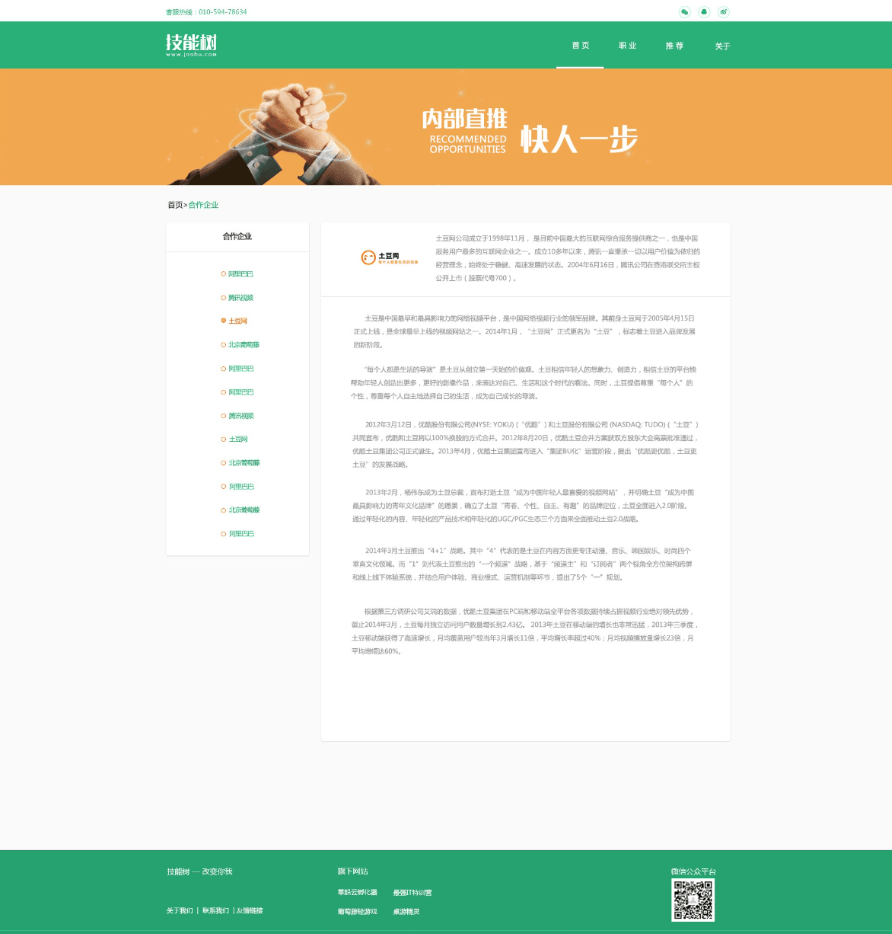 客服热线：010-594-78634
技能树
首页
职业
推荐
关于
内部直推
RECOMMENDED
OPPORTUNITIES
快人一步
首页>合作企业
合作企业
阿里巴巴
腾讯视频
土豆网
北京葡萄藤
阿里巴巴
阿里巴巴
腾讯视频
土豆网
北京葡萄藤
阿里巴巴
北京葡萄藤
阿里巴巴
土豆网
土豆网公司成立于1998年11月， 是目前中国最大的互联网综合服务提供商之一，也是中国
服务用户最多的互联网企业之一。成立10多年以来，腾讯一直秉承一切以用户价值为依归的
经营理念，始终处于稳健、高速发展的状态。2004年6月16日，腾讯公司在香港联交所主板
公开上市（股票代号700）。
土豆是中国最早和最具影响力的网络视频平台，是中国网络视频行业的领军品牌。其前身土豆网于2005年4月15日
正式上线，是全球最早上线的视频网站之一。2014年1月，“土豆网”正式更名为“土豆”，标志着土豆进入品牌发展
的新阶段。
“每个人都是生活的导演”是土豆从创立第一天始的价值观。土豆相信年轻人的想象力、创造力，相信土豆的平台能
帮助年轻人创造出更多，更好的影像作品，来表达对自己、生活和这个时代的看法。同时，土豆提倡尊重“每个人”的
个性，尊重每个人自主地选择自己的生活，成为自己成长的导演。
2012年3月12日，优酷股份有限公司(NYSE: YOKU)（“优酷”）和土豆股份有限公司 (NASDAQ: TUDO)（“土豆”）
共同宣布，优酷和土豆将以100%换股的方式合并。2012年8月20日，优酷土豆合并方案获双方股东大会高票批准通过，
优酷土豆集团公司正式诞生。2013年4月，优酷土豆集团宣布进入“集团BU化”运营阶段，提出“优酷更优酷，土豆更
土豆”的发展战略。
2013年2月，杨伟东成为土豆总裁，宣布打造土豆“成为中国年轻人最喜爱的视频网站”，并明确土豆“成为中国
最具影响力的青年文化品牌”的愿景，确立了土豆“青春、个性、自主、有趣”的品牌定位，土豆全面进入2.0阶段。
通过年轻化的内容、年轻化的产品技术和年轻化的UGC/PGC生态三个方面来全面推动土豆2.0战略。
2014年3月土豆推出“4+1”战略。其中“4”代表的是土豆在内容方面更专注动漫、音乐、韩国娱乐、时尚四个
垂直文化领域。而“1”则代表土豆推出的“一个频道”战略，基于“频道主”和“订阅者”两个视角全方位架构跨屏
和线上线下体验系统，并结合用户体验、商业模式、运营机制等环节，提出了5个“一”规划。
根据第三方调研公司艾瑞的数据，优酷土豆集团在PC端和移动端全平台各项数据持续占据视频行业绝对领先优势，
截止2014年3月，土豆每月独立访问用户数量增长到2.43亿。2013年土豆在移动端的增长也非常迅猛，2013年三季度，
土豆移动端获得了高速增长，月均覆盖用户较当年3月增长11倍，平均增长率超过40%；月均视频播放量增长23倍，月
平均增幅达60%。
技能树 — 改变你我
旗下网站
微信公众平台
草莓云孵化器
最强IT特训营
关于我们 | 联系我们 | 友情链接
葡萄藤轻游戏
桌游精灵